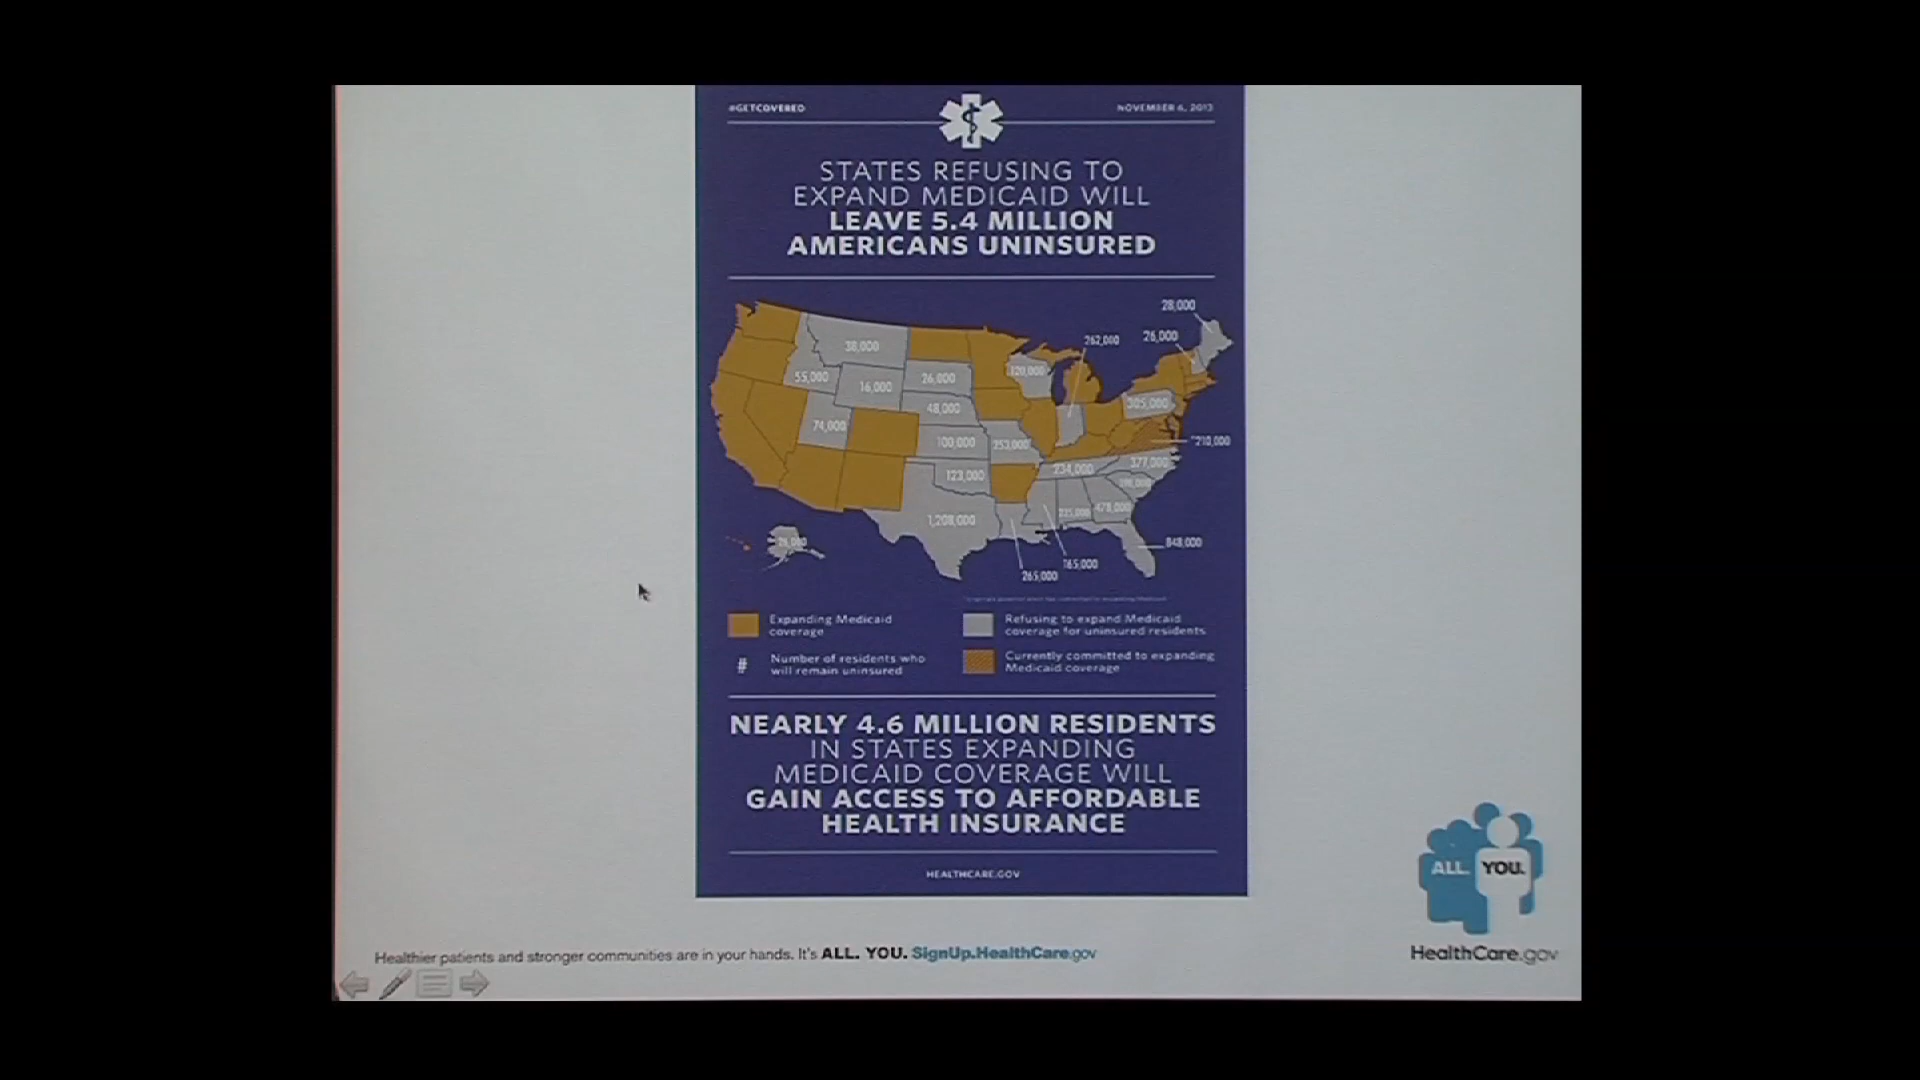 #GETCOVERED
NOVEMBER 6, 2013
STATES REFUSING TO
EXPAND MEDICAID WILL
LEAVE 5.4 MILLION
AMERICANS UNINSURED
28,000
262,000
26,000
38,000
120,000
55,000
16,000
26,000
48,000
305,000
74,000
100,000
253,000
*210,000
234,000
377,000
123,000
1,208,000
478,000
848,000
265,000
165,000
Expanding Medicaid
coverage
Refusing to expand Medicaid
coverage for uninsured residents
# Number of residents who
will remain uninsured
Currently committed to expanding
Medicaid coverage
NEARLY 4.6 MILLION RESIDENTS
IN STATES EXPANDING
MEDICAID COVERAGE WILL
GAIN ACCESS TO AFFORDABLE
HEALTH INSURANCE
HEALTHCARE.GOV
ALL. YOU.
HealthCare.gov
Healthier patients and stronger communities are in your hands. It's ALL. YOU. SignUp.HealthCare.gov